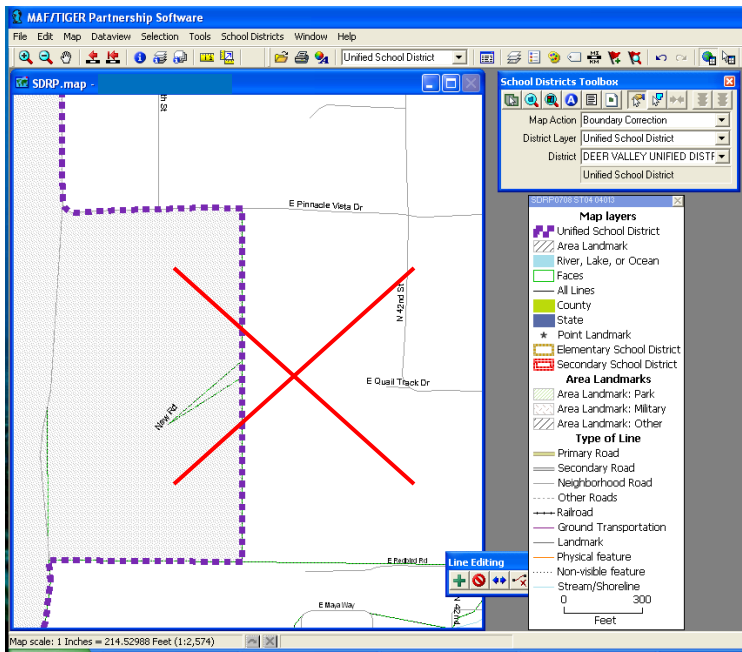 MAF/TIGER Partnership Software
File Edit Map Dataview Selection Tools School Districts Window Help
Unified School District
SDRP.map -
School Districts Toolbox
Map Action Boundary Correction
District Layer Unified School District
District DEER VALLEY UNIFIED DISTF
Unified School District
th St
E Pinnacle Vista Dr
N 42nd St
E Quail Track Dr
New Rd
E Redbird Rd
E Maya Way
N 42nd
Line Editing
SDRP0708 ST04 04013
Map layers
Unified School District
Area Landmark
River, Lake, or Ocean
Faces
All Lines
County
State
Point Landmark
Elementary School District
Secondary School District
Area Landmarks
Area Landmark: Park
Area Landmark: Military
Area Landmark: Other
Type of Line
Primary Road
Secondary Road
Neighborhood Road
Other Roads
Railroad
Ground Transportation
Landmark
Physical feature
Non-visible feature
Stream/Shoreline
0 300
Feet
Map scale: 1 Inches = 214.52988 Feet (1:2,574)